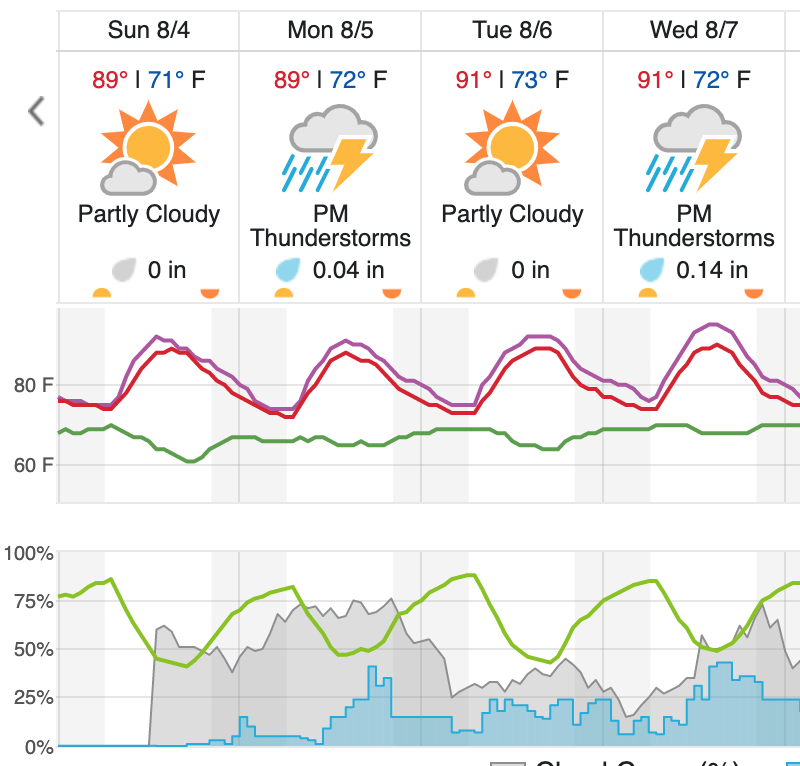 Sun 8/4 Mon 8/5 Tue 8/6 Wed 8/7
89° | 71° F 89° | 72° F 91° | 73° F 91° | 72° F
Partly Cloudy PM Thunderstorms Partly Cloudy PM Thunderstorms
0 in 0.04 in 0 in 0.14 in
80 F
60 F
100%
75%
50%
25%
0%